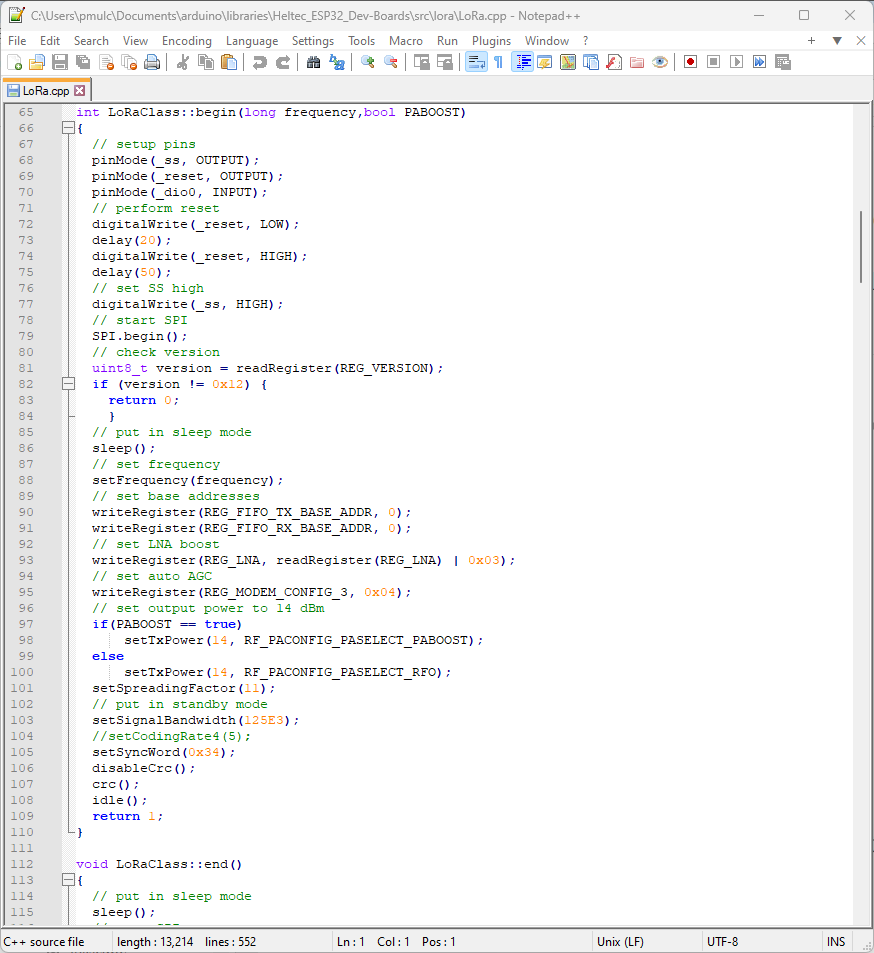 C:\Users\pmulc\Documents\arduino\libraries\Heltec_ESP32_Dev-Boards\src\lora\LoRa.cpp - Notepad++
File Edit Search View Encoding Language Settings Tools Macro Run Plugins Window ?
LoRa.cpp
65 int LoRaClass::begin(long frequency,bool PABOOST)
66 {
67 // setup pins
68 pinMode(_ss, OUTPUT);
69 pinMode(_reset, OUTPUT);
70 pinMode(_dio0, INPUT);
71 // perform reset
72 digitalWrite(_reset, LOW);
73 delay(20);
74 digitalWrite(_reset, HIGH);
75 delay(50);
76 // set SS high
77 digitalWrite(_ss, HIGH);
78 // start SPI
79 SPI.begin();
80 // check version
81 uint8_t version = readRegister(REG_VERSION);
82 if (version != 0x12) {
83 return 0;
84 }
85 // put in sleep mode
86 sleep();
87 // set frequency
88 setFrequency(frequency);
89 // set base addresses
90 writeRegister(REG_FIFO_TX_BASE_ADDR, 0);
91 writeRegister(REG_FIFO_RX_BASE_ADDR, 0);
92 // set LNA boost
93 writeRegister(REG_LNA, readRegister(REG_LNA) | 0x03);
94 // set auto AGC
95 writeRegister(REG_MODEM_CONFIG_3, 0x04);
96 // set output power to 14 dBm
97 if(PABOOST == true)
98 setTxPower(14, RF_PACONFIG_PASELECT_PABOOST);
99 else
100 setTxPower(14, RF_PACONFIG_PASELECT_RFO);
101 setSpreadingFactor(11);
102 // put in standby mode
103 setSignalBandwidth(125E3);
104 //setCodingRate4(5);
105 setSyncWord(0x34);
106 disableCrc();
107 crc();
108 idle();
109 return 1;
110 }
111
112 void LoRaClass::end()
113 {
114 // put in sleep mode
115 sleep();
C++ source file length : 13,214 lines : 552 Ln : 1 Col : 1 Pos : 1 Unix (LF) UTF-8 INS